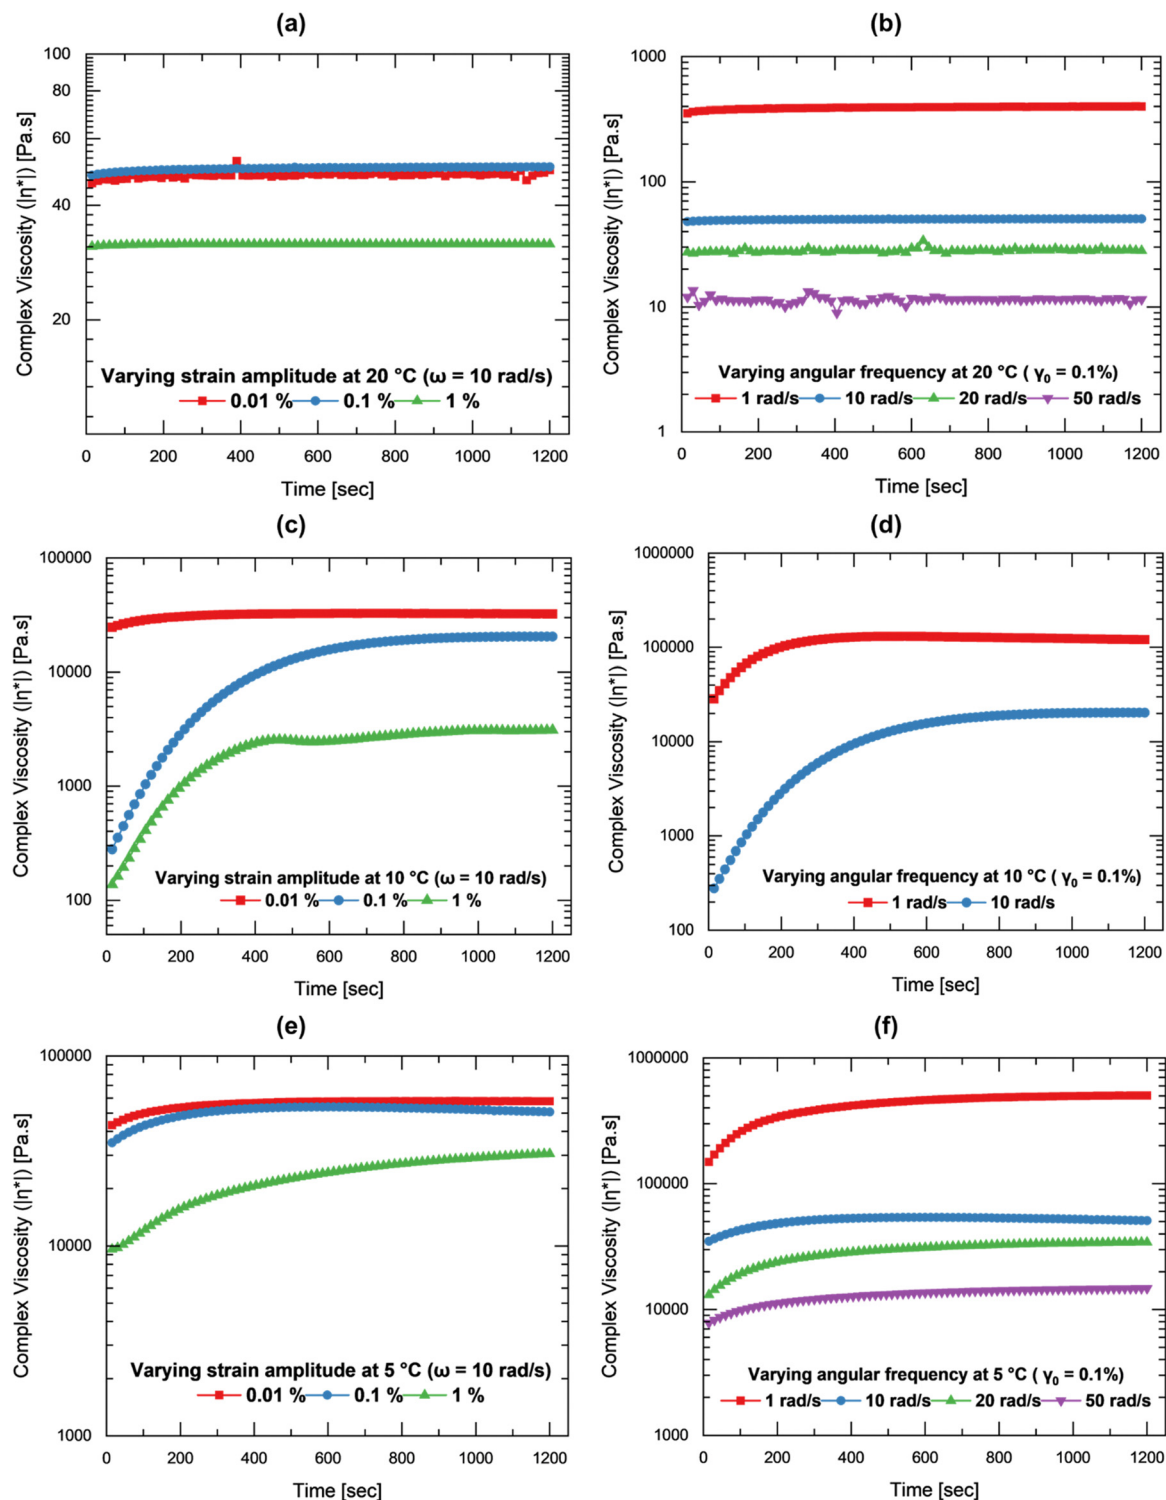 (a)
Complex Viscosity (|η*|) [Pa.s]
100
80
60
40
20
Varying strain amplitude at 20 °C (ω = 10 rad/s)
0.01 % 0.1 % 1 %
0 200 400 600 800 1000 1200
Time [sec]
(b)
Complex Viscosity (|η*|) [Pa.s]
1000
100
10
1
Varying angular frequency at 20 °C ( γ₀ = 0.1%)
1 rad/s 10 rad/s 20 rad/s 50 rad/s
0 200 400 600 800 1000 1200
Time [sec]
(c)
Complex Viscosity (|η*|) [Pa.s]
100000
10000
1000
100
Varying strain amplitude at 10 °C (ω = 10 rad/s)
0.01 % 0.1 % 1 %
0 200 400 600 800 1000 1200
Time [sec]
(d)
Complex Viscosity (|η*|) [Pa.s]
1000000
100000
10000
1000
100
Varying angular frequency at 10 °C ( γ₀ = 0.1%)
1 rad/s 10 rad/s
0 200 400 600 800 1000 1200
Time [sec]
(e)
Complex Viscosity (|η*|) [Pa.s]
100000
10000
1000
Varying strain amplitude at 5 °C (ω = 10 rad/s)
0.01 % 0.1 % 1 %
0 200 400 600 800 1000 1200
Time [sec]
(f)
Complex Viscosity (|η*|) [Pa.s]
1000000
100000
10000
1000
Varying angular frequency at 5 °C ( γ₀ = 0.1%)
1 rad/s 10 rad/s 20 rad/s 50 rad/s
0 200 400 600 800 1000 1200
Time [sec]